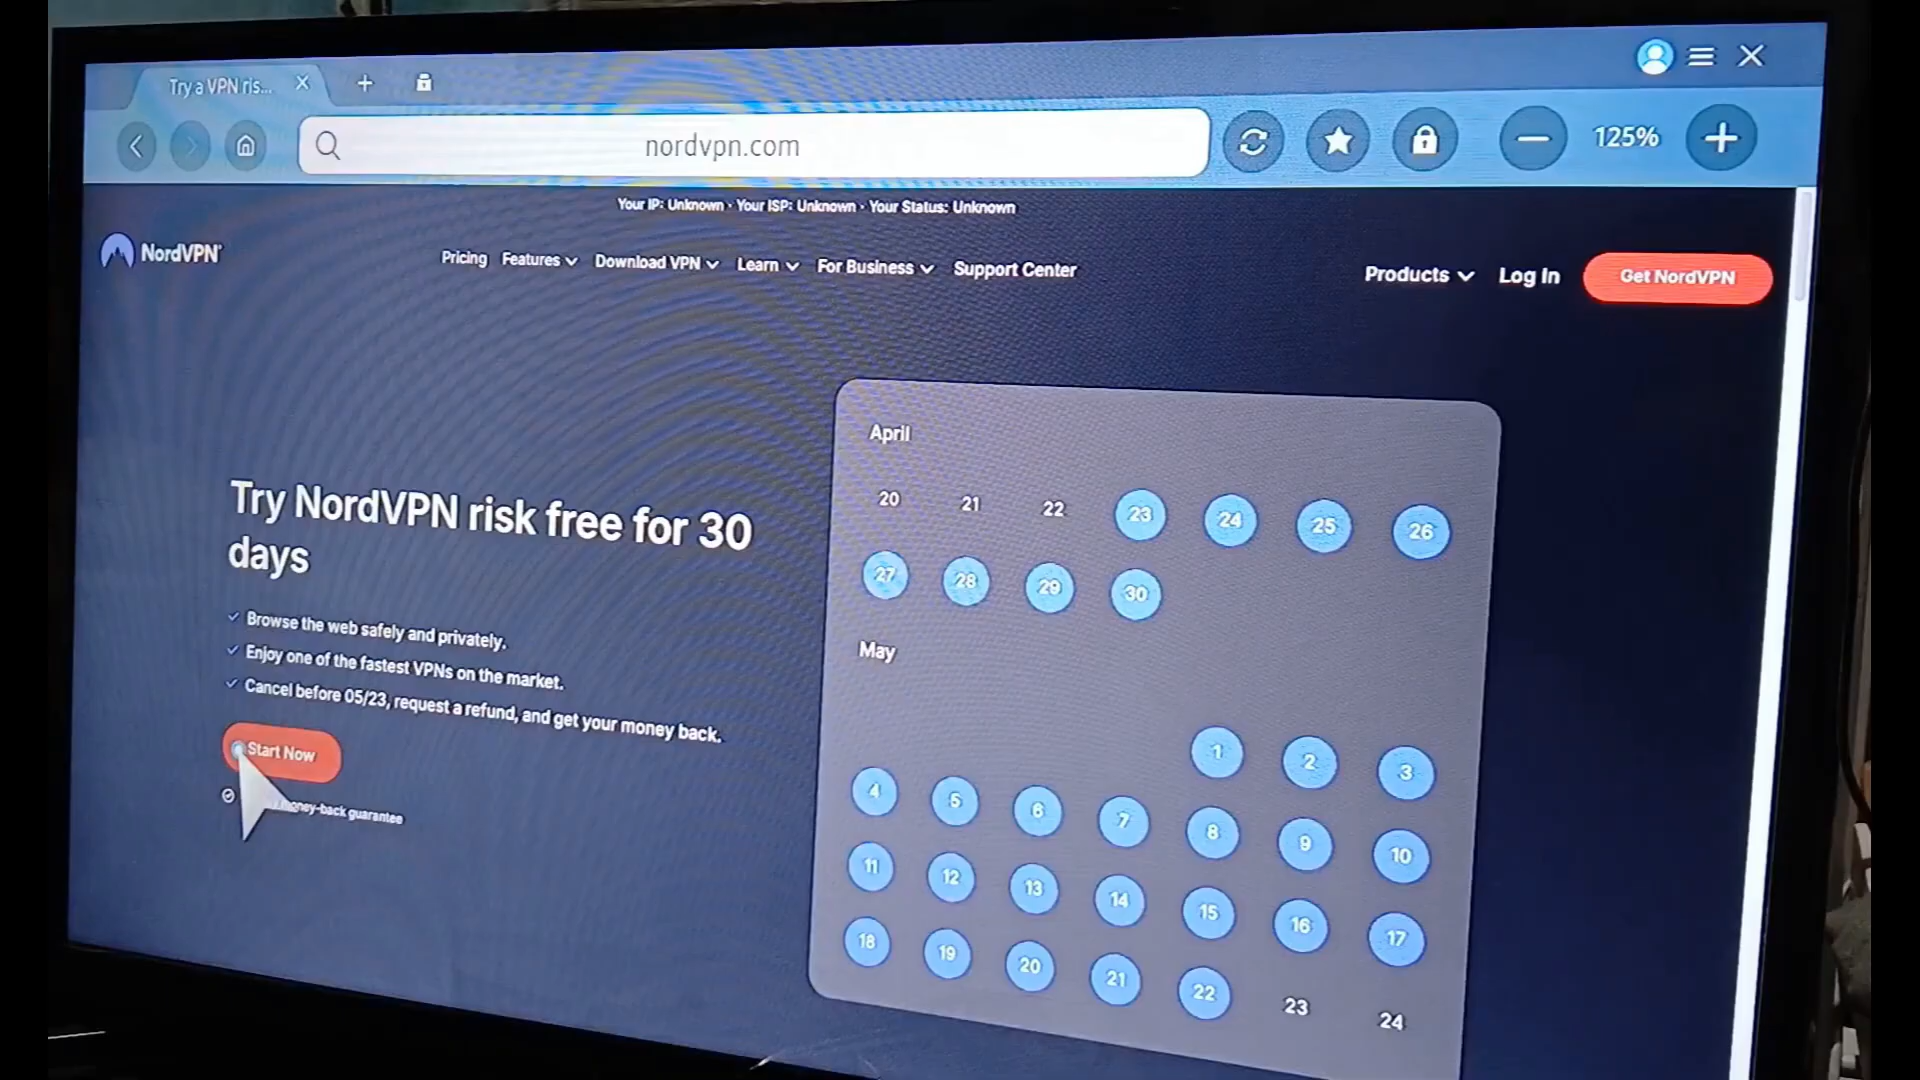 Try a VPN ris...
nordvpn.com
125%
Your IP: Unknown · Your ISP: Unknown · Your Status: Unknown
NordVPN®
Pricing Features Download VPN Learn For Business Support Center
Products Log In Get NordVPN
Try NordVPN risk free for 30
days
Browse the web safely and privately.
Enjoy one of the fastest VPNs on the market.
Cancel before 05/23, request a refund, and get your money back.
Start Now
money-back guarantee
April
20 21 22 23 24 25 26
27 28 29 30
May
1 2 3
4 5 6 7 8 9 10
11 12 13 14 15 16 17
18 19 20 21 22 23 24